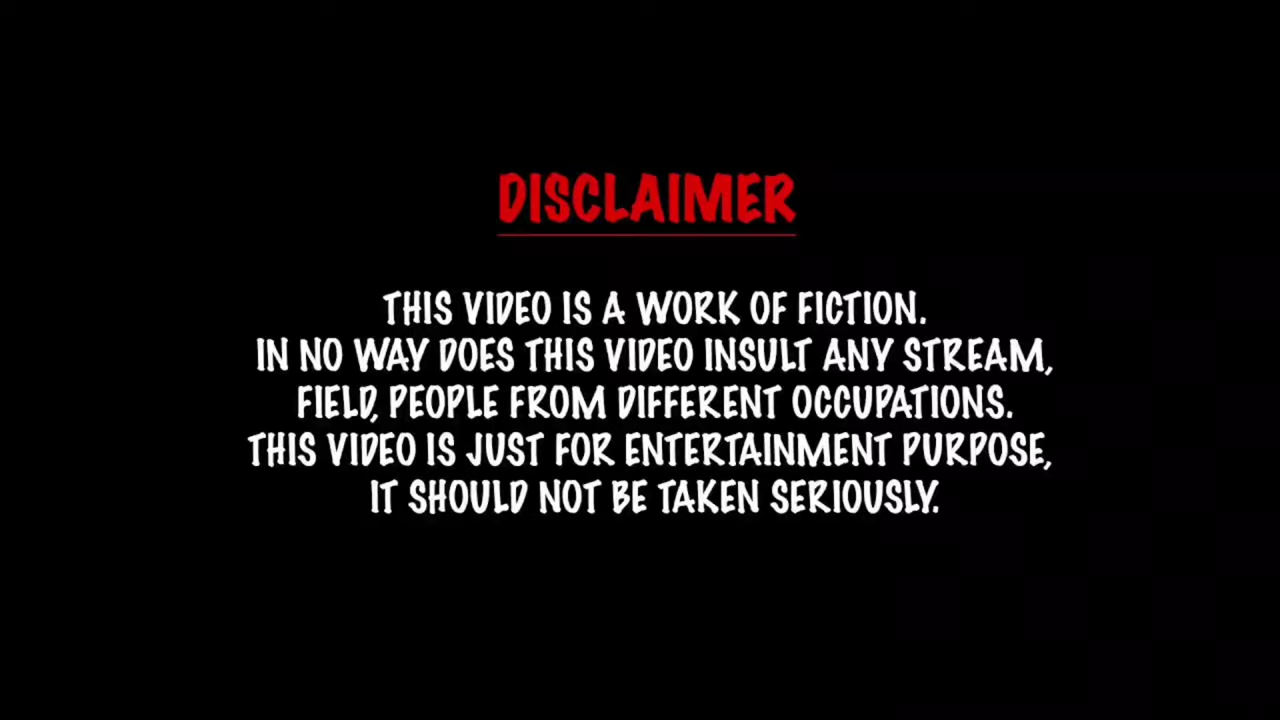 DISCLAIMER
THIS VIDEO IS A WORK OF FICTION.
IN NO WAY DOES THIS VIDEO INSULT ANY STREAM,
FIELD, PEOPLE FROM DIFFERENT OCCUPATIONS.
THIS VIDEO IS JUST FOR ENTERTAINMENT PURPOSE,
IT SHOULD NOT BE TAKEN SERIOUSLY.